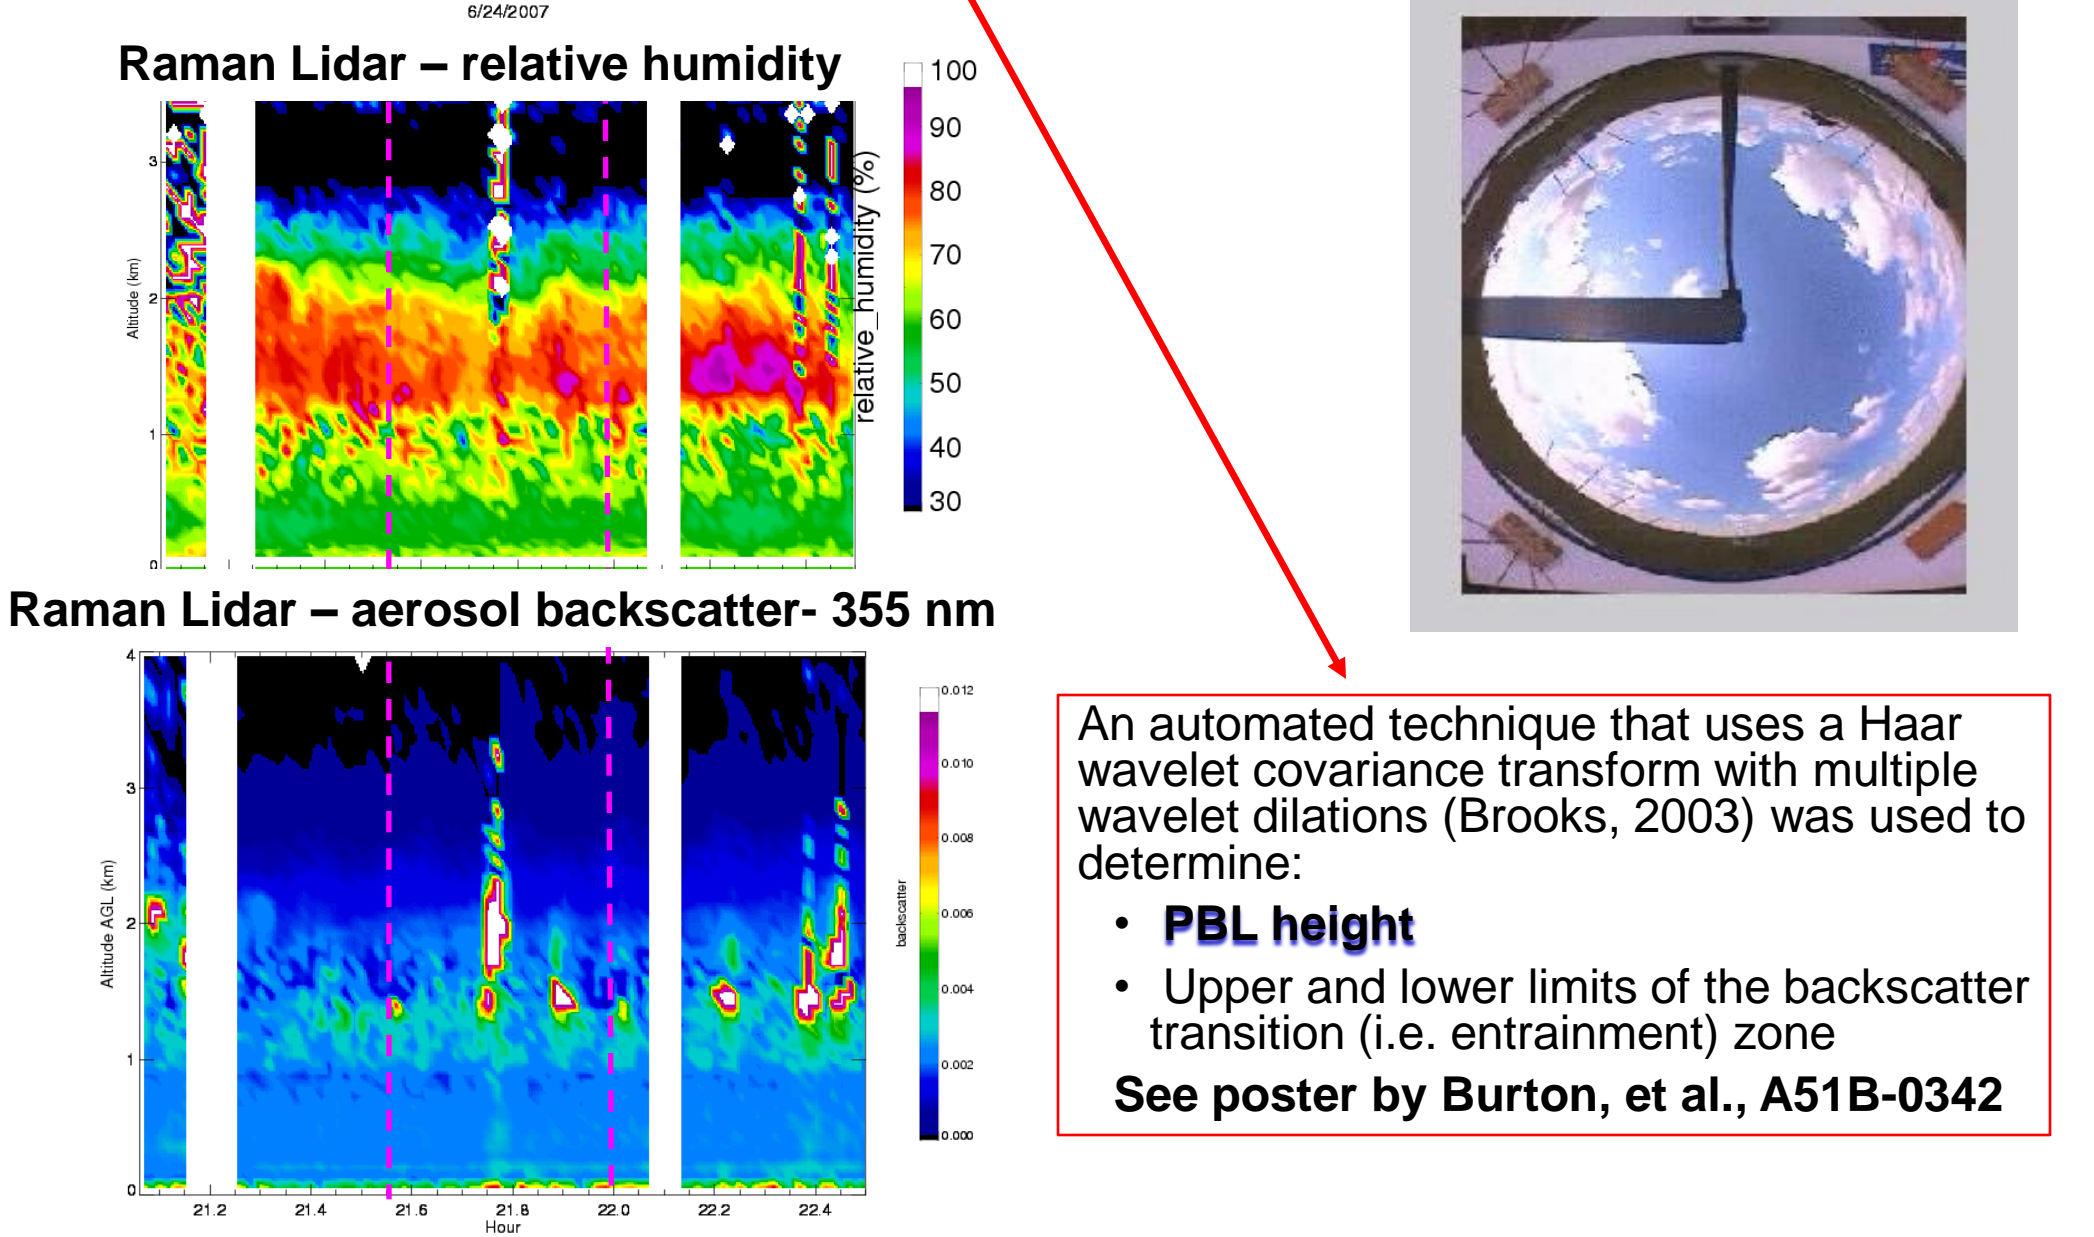 6/24/2007
Raman Lidar – relative humidity
Altitude (km)
3
2
1
0
100
90
80
70
60
50
40
30
relative_humidity (%)
Raman Lidar – aerosol backscatter- 355 nm
Altitude AGL (km)
4
3
2
1
0
21.2
21.4
21.6
21.8
22.0
22.2
22.4
Hour
0.012
0.010
0.008
0.006
0.004
0.002
0.000
backscatter
An automated technique that uses a Haar
wavelet covariance transform with multiple
wavelet dilations (Brooks, 2003) was used to
determine:
• PBL height
• Upper and lower limits of the backscatter
transition (i.e. entrainment) zone
See poster by Burton, et al., A51B-0342